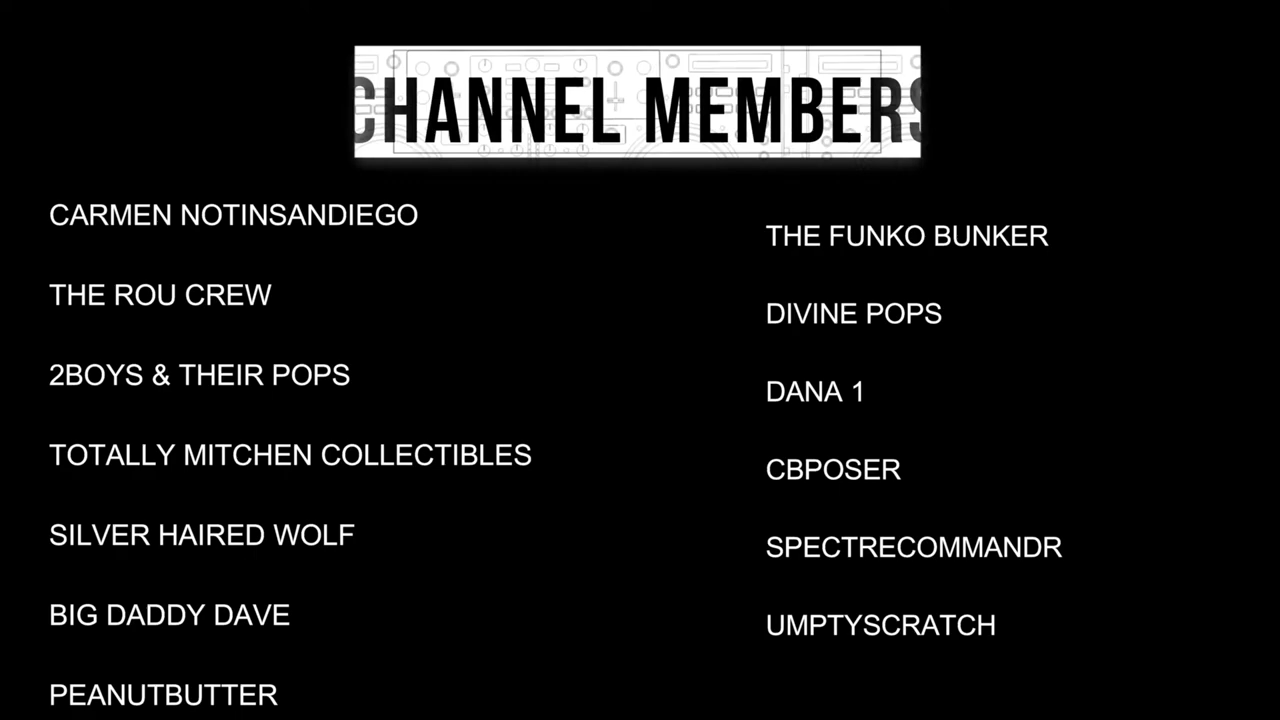 CHANNEL MEMBERS
CARMEN NOTINSANDIEGO
THE ROU CREW
2BOYS & THEIR POPS
TOTALLY MITCHEN COLLECTIBLES
SILVER HAIRED WOLF
BIG DADDY DAVE
PEANUTBUTTER
THE FUNKO BUNKER
DIVINE POPS
DANA 1
CBPOSER
SPECTRECOMMANDR
UMPTYSCRATCH